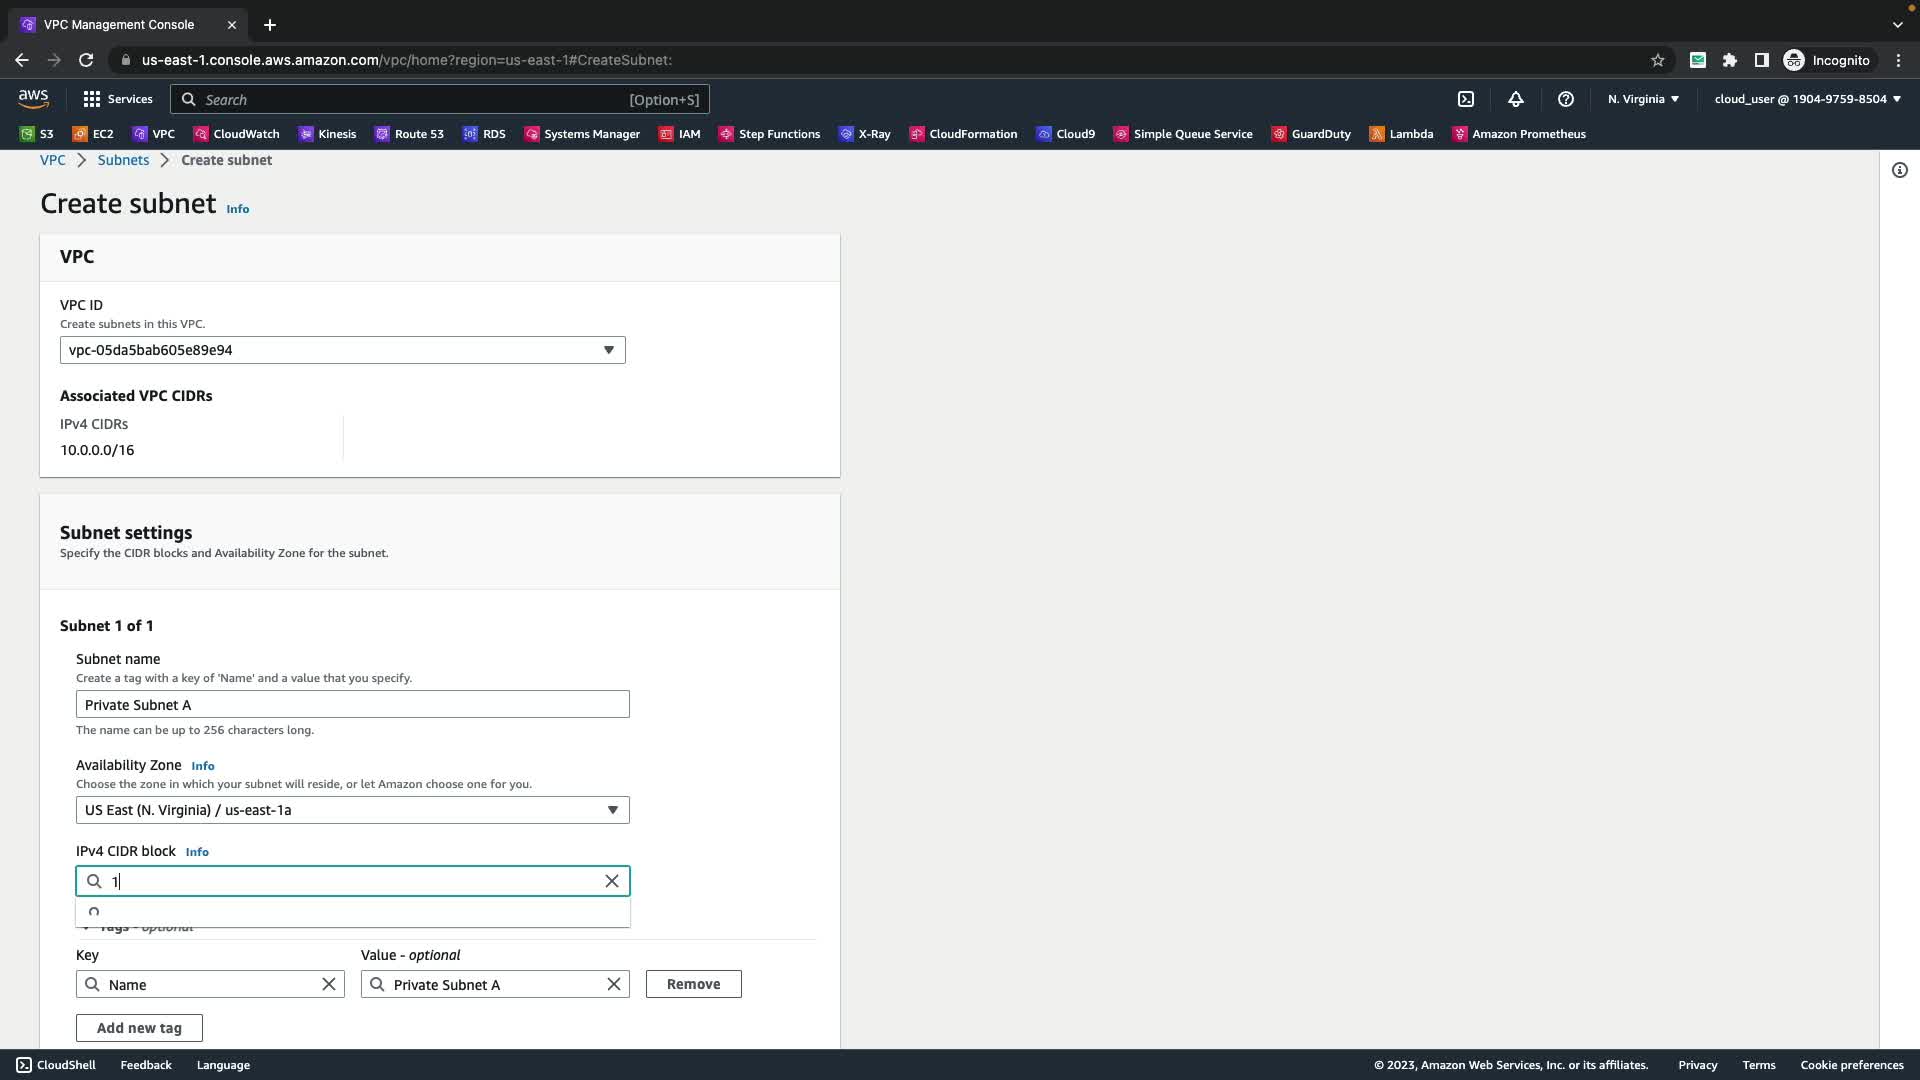 VPC Management Console
us-east-1.console.aws.amazon.com/vpc/home?region=us-east-1#CreateSubnet:
Incognito
aws
Services
Search
[Option+S]
N. Virginia
cloud_user @ 1904-9759-8504
S3
EC2
VPC
CloudWatch
Kinesis
Route 53
RDS
Systems Manager
IAM
Step Functions
X-Ray
CloudFormation
Cloud9
Simple Queue Service
GuardDuty
Lambda
Amazon Prometheus
VPC
Subnets
Create subnet
Create subnet Info
VPC
VPC ID
Create subnets in this VPC.
vpc-05da5bab605e89e94
Associated VPC CIDRs
IPv4 CIDRs
10.0.0.0/16
Subnet settings
Specify the CIDR blocks and Availability Zone for the subnet.
Subnet 1 of 1
Subnet name
Create a tag with a key of 'Name' and a value that you specify.
Private Subnet A
The name can be up to 256 characters long.
Availability Zone Info
Choose the zone in which your subnet will reside, or let Amazon choose one for you.
US East (N. Virginia) / us-east-1a
IPv4 CIDR block Info
1
Tags - optional
Key
Value - optional
Name
Private Subnet A
Remove
Add new tag
CloudShell
Feedback
Language
© 2023, Amazon Web Services, Inc. or its affiliates.
Privacy
Terms
Cookie preferences